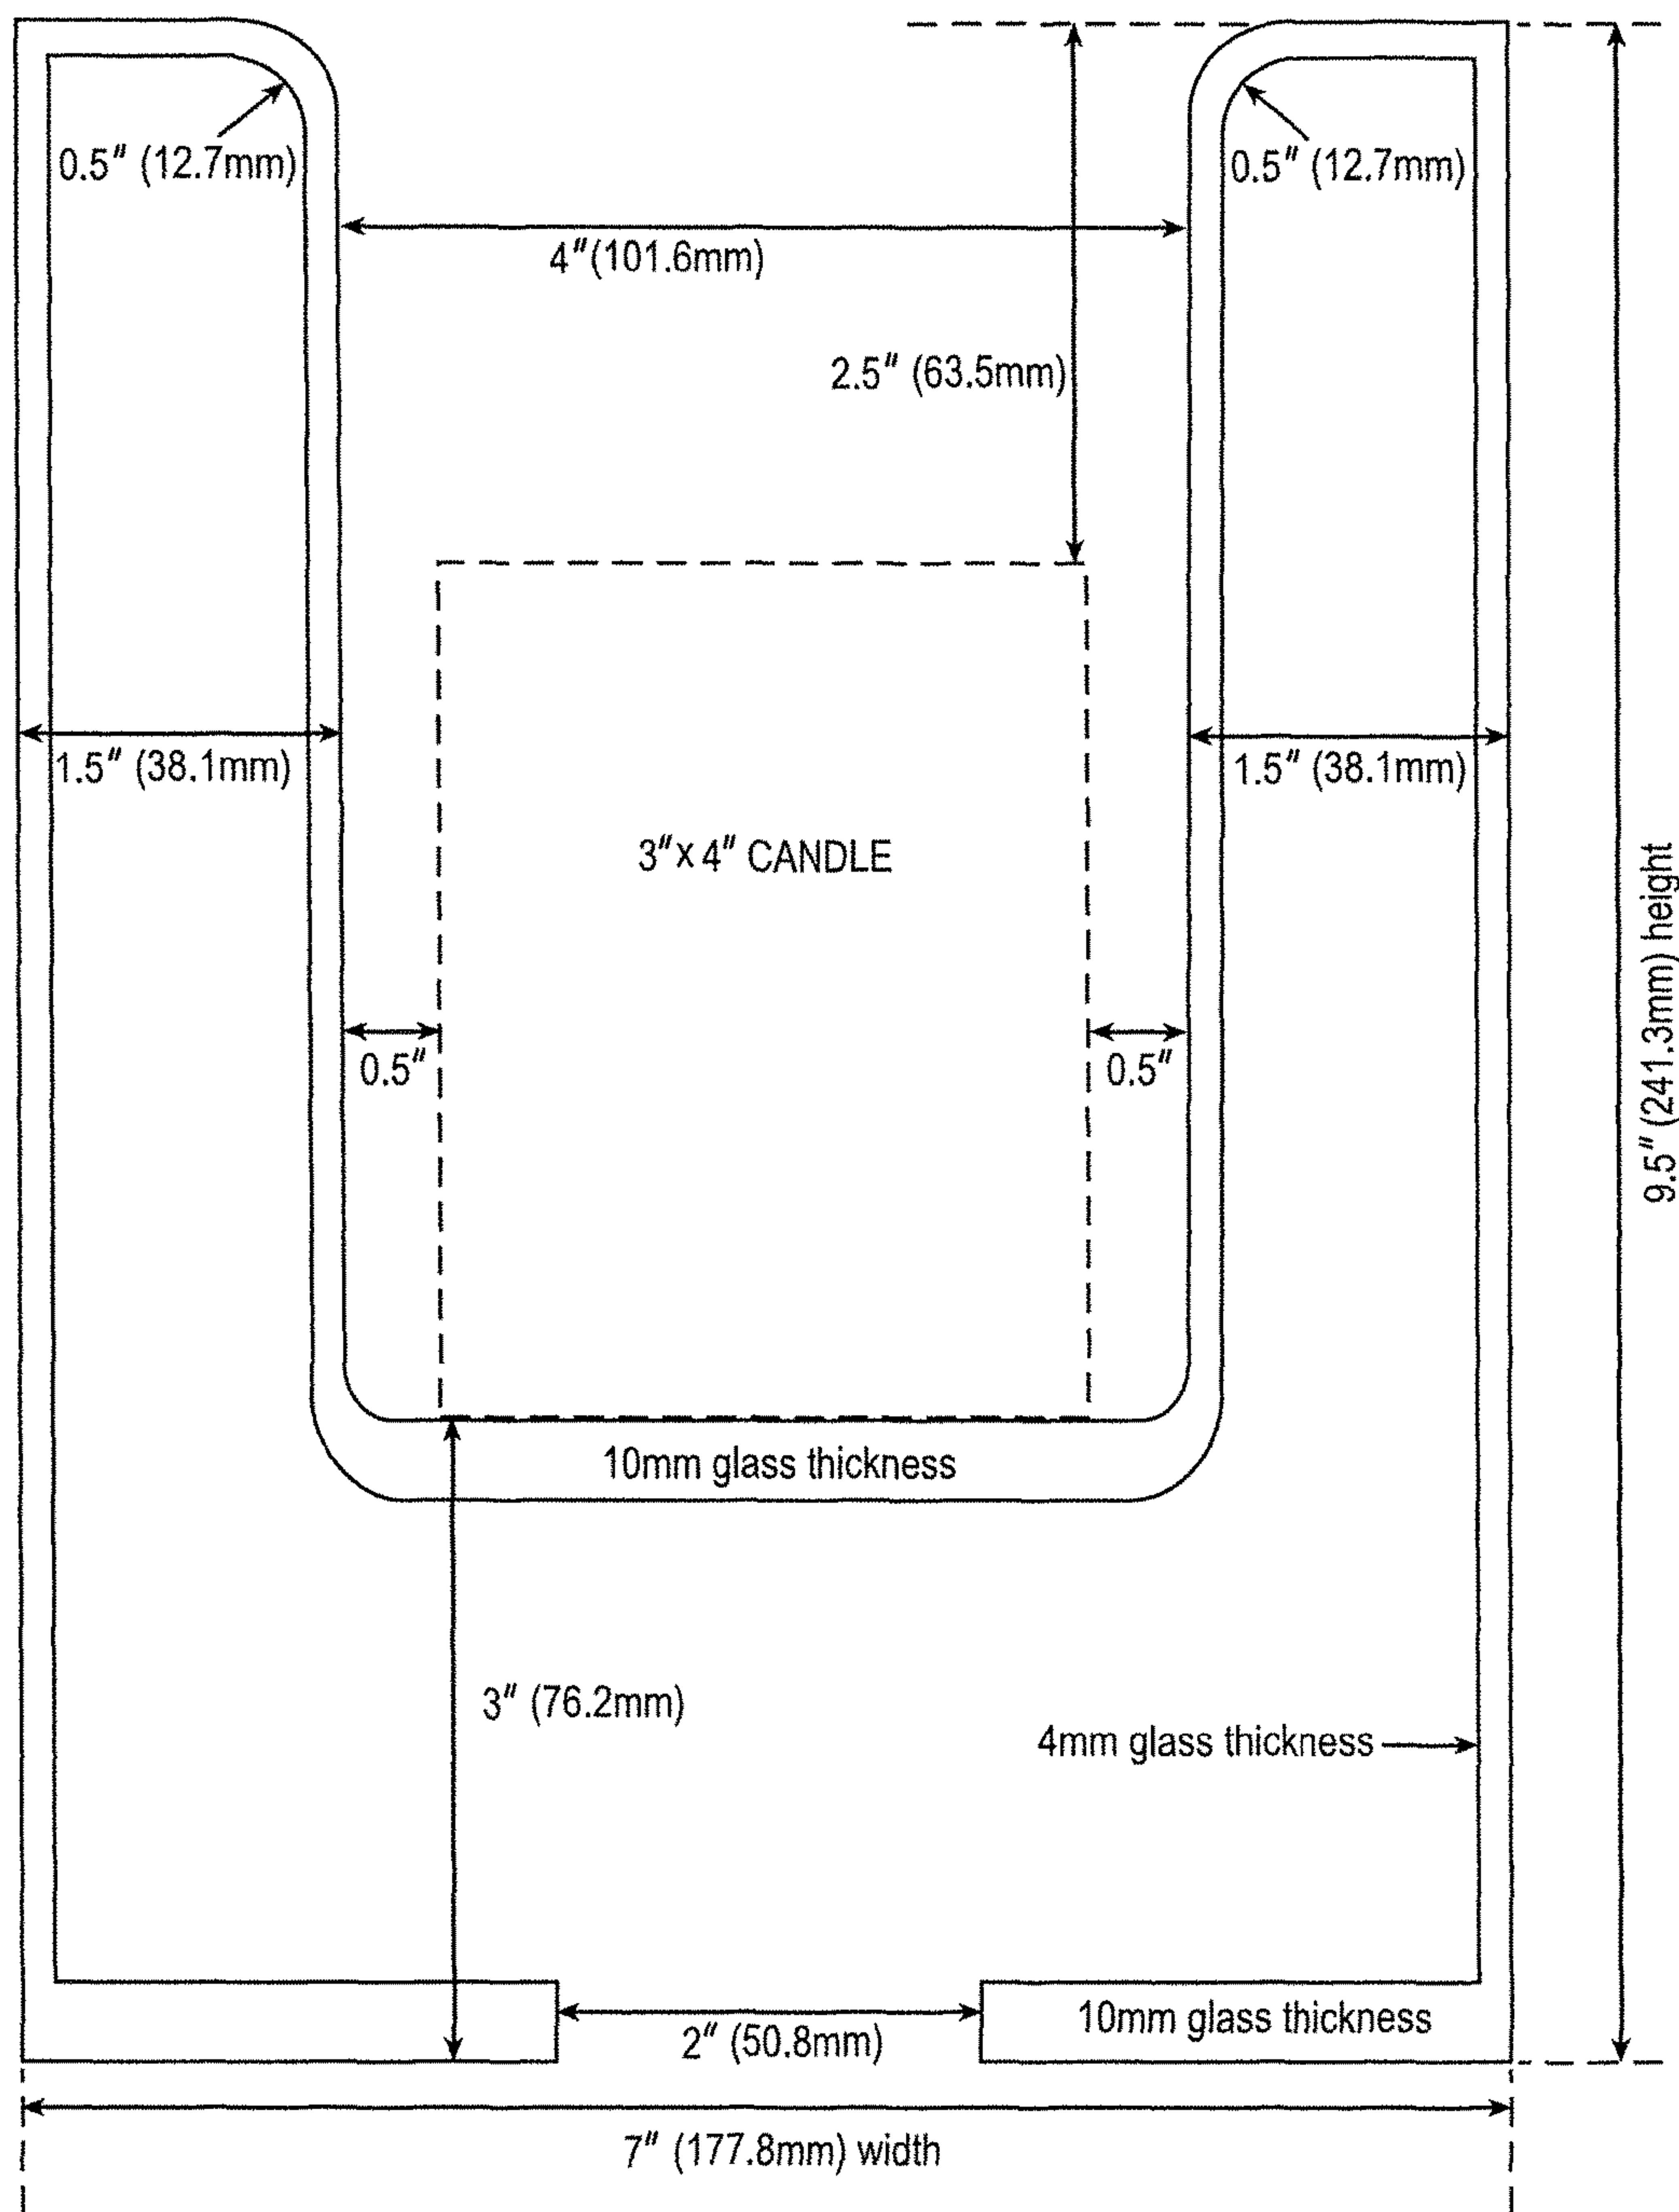 0.5" (12.7mm)
0.5" (12.7mm)
4"(101.6mm)
2.5" (63.5mm)
1.5" (38.1mm)
1.5" (38.1mm)
3"x 4" CANDLE
9.5" (241.3mm) height
0.5"
0.5"
10mm glass thickness
3" (76.2mm)
4mm glass thickness
10mm glass thickness
2" (50.8mm)
7" (177.8mm) width